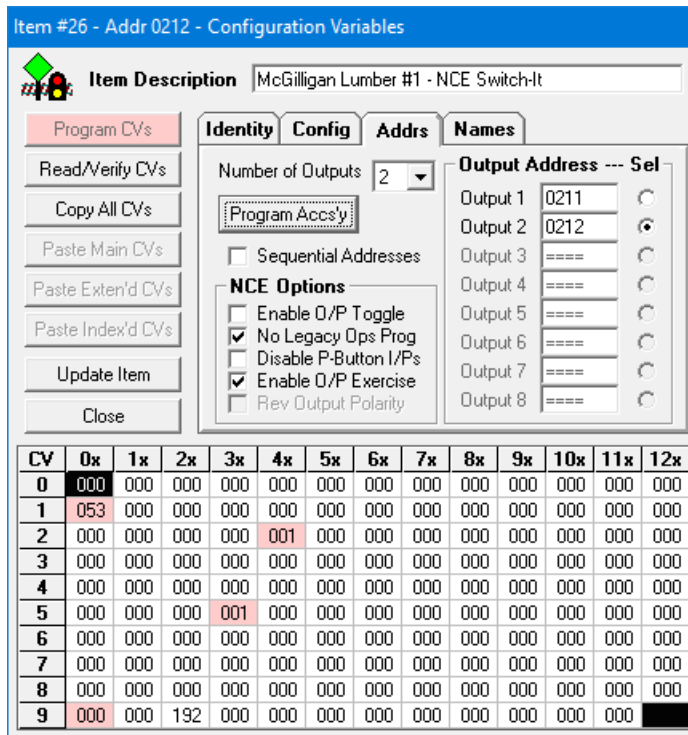 Item #26 - Addr 0212 - Configuration Variables
Item Description McGilligan Lumber #1 - NCE Switch-It
Program CVs
Read/Verify CVs
Copy All CVs
Paste Main CVs
Paste Exten'd CVs
Paste Index'd CVs
Update Item
Close
Identity Config Addrs Names
Number of Outputs 2
Program Accs'y
Sequential Addresses
NCE Options
Enable O/P Toggle
No Legacy Ops Prog
Disable P-Button I/Ps
Enable O/P Exercise
Rev Output Polarity
Output Address --- Sel
Output 1 0211
Output 2 0212
Output 3 ====
Output 4 ====
Output 5 ====
Output 6 ====
Output 7 ====
Output 8 ====
CV 0x 1x 2x 3x 4x 5x 6x 7x 8x 9x 10x 11x 12x
0 000 000 000 000 000 000 000 000 000 000 000 000 000
1 053 000 000 000 000 000 000 000 000 000 000 000 000
2 000 000 000 000 001 000 000 000 000 000 000 000 000
3 000 000 000 000 000 000 000 000 000 000 000 000 000
4 000 000 000 000 000 000 000 000 000 000 000 000 000
5 000 000 000 001 000 000 000 000 000 000 000 000 000
6 000 000 000 000 000 000 000 000 000 000 000 000 000
7 000 000 000 000 000 000 000 000 000 000 000 000 000
8 000 000 000 000 000 000 000 000 000 000 000 000 000
9 000 000 192 000 000 000 000 000 000 000 000 000